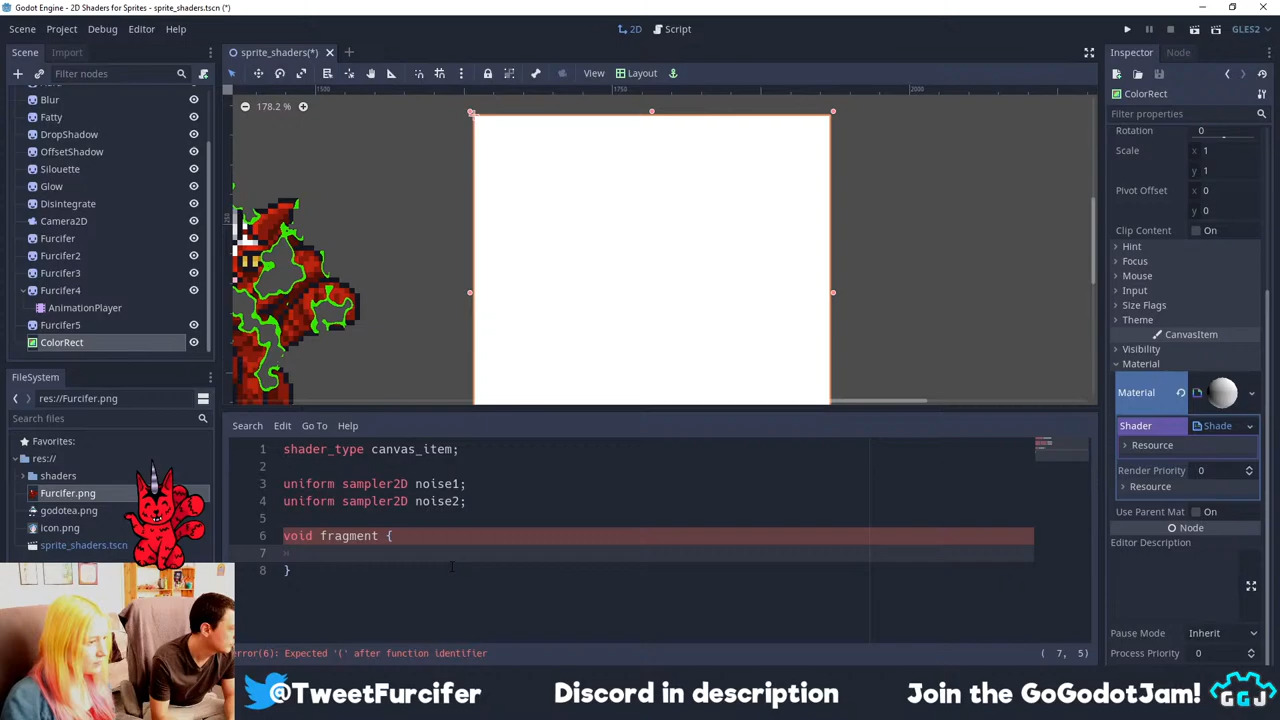 Godot Engine - 2D Shaders for Sprites - sprite_shaders.tscn (*)
Scene Project Debug Editor Help
2D Script
GLES2
Scene Import
Filter nodes
Blur
Fatty
DropShadow
OffsetShadow
Silouette
Glow
Disintegrate
Camera2D
Furcifer
Furcifer2
Furcifer3
Furcifer4
AnimationPlayer
Furcifer5
ColorRect
FileSystem
res://Furcifer.png
Search files
Favorites:
res://
shaders
Furcifer.png
godotea.png
icon.png
sprite_shaders.tscn
sprite_shaders(*)
View Layout
1500 1750 2000
178.2 %
250
Search Edit Go To Help
1 shader_type canvas_item;
2
3 uniform sampler2D noise1;
4 uniform sampler2D noise2;
5
6 void fragment {
7
8 }
error(6): Expected '(' after function identifier
( 7, 5)
Inspector Node
ColorRect
Filter properties
Rotation 0
Scale x 1
y 1
Pivot Offset x 0
y 0
Clip Content On
Hint
Focus
Mouse
Input
Size Flags
Theme
CanvasItem
Visibility
Material
Material
Shader Shade
Resource
Render Priority 0
Resource
Use Parent Mat On
Node
Editor Description
Pause Mode Inherit
Process Priority 0
@TweetFurcifer Discord in description Join the GoGodotJam!
GGJ